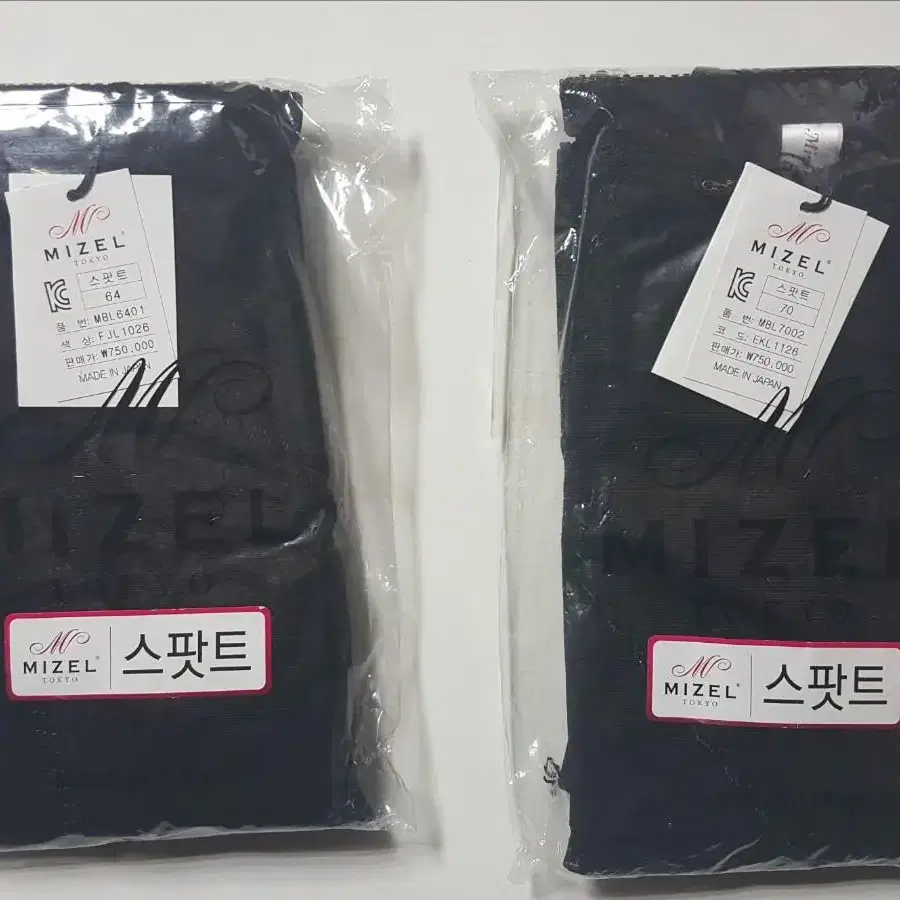 M
MIZEL®
TOKYO
스팟트
64
품 번: MBL6401
색 상: FJL1026
판매가: ₩750,000
MADE IN JAPAN
MIZEL
M
MIZEL®
TOKYO
스팟트
M
MIZEL®
TOKYO
스팟트
70
품 번: MBL7002
코 드: EKL1126
판매가: ₩750,000
MADE IN JAPAN
MIZEL
M
MIZEL®
TOKYO
스팟트